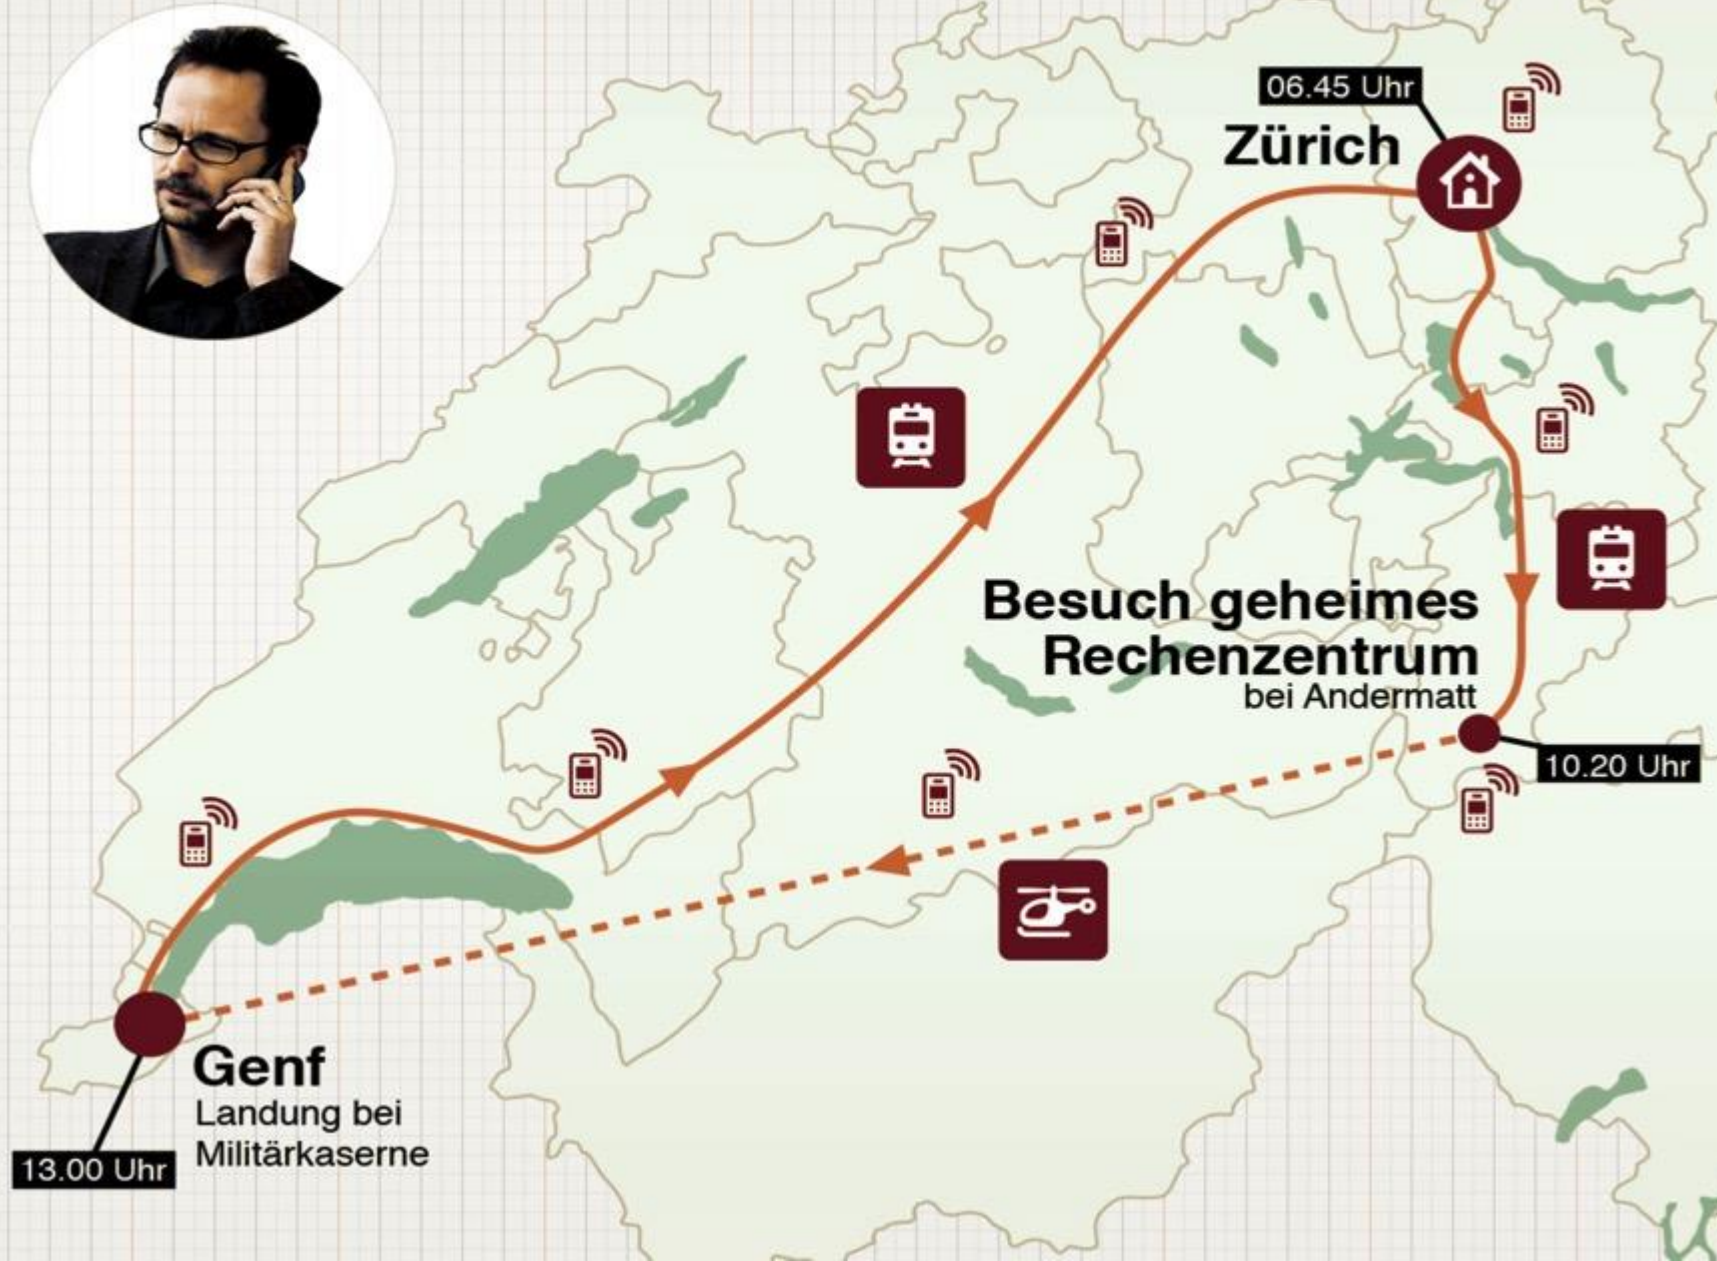 06.45 Uhr
Zürich
Besuch geheimes
Rechenzentrum
bei Andermatt
10.20 Uhr
Genf
Landung bei
Militärkaserne
13.00 Uhr